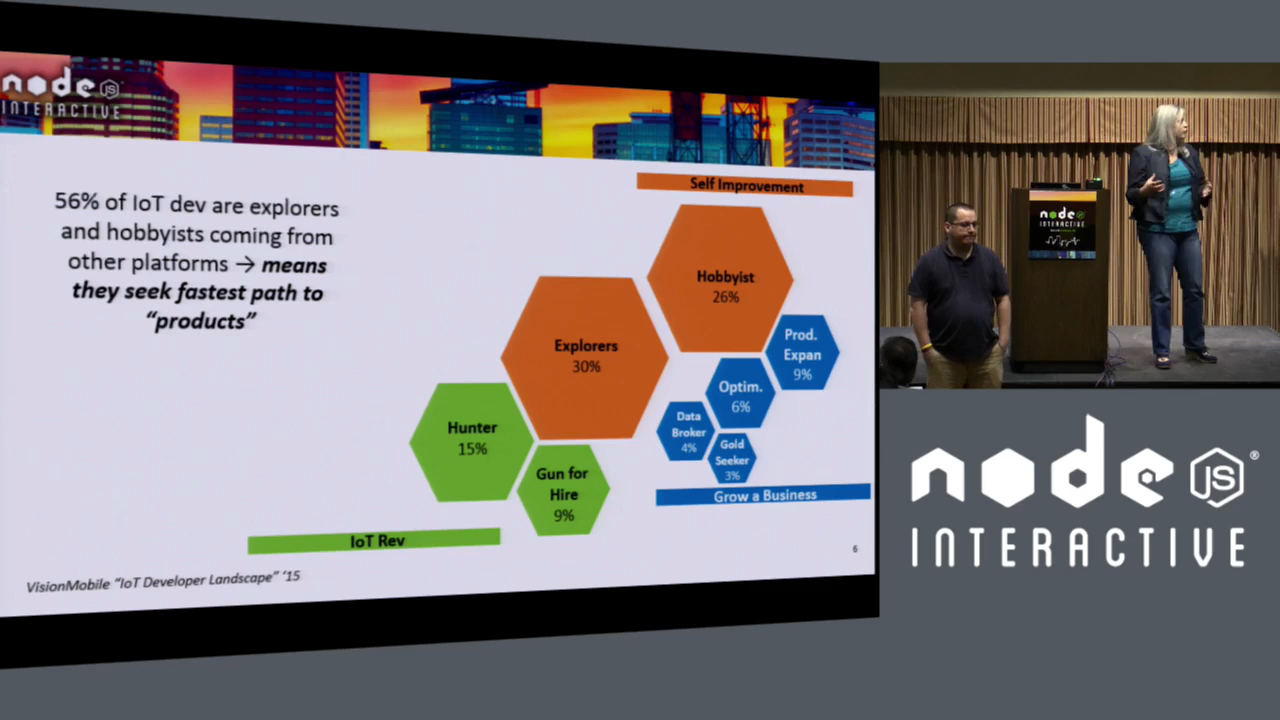 node JS
INTERACTIVE
56% of IoT dev are explorers
and hobbyists coming from
other platforms → means
they seek fastest path to
“products”
Self Improvement
Hobbyist
26%
Explorers
30%
Prod.
Expan
9%
Optim.
6%
Data
Broker
4%
Gold
Seeker
3%
Hunter
15%
Gun for
Hire
9%
Grow a Business
IoT Rev
6
VisionMobile “IoT Developer Landscape” ‘15
node
INTERACTIVE
node JS®
INTERACTIVE